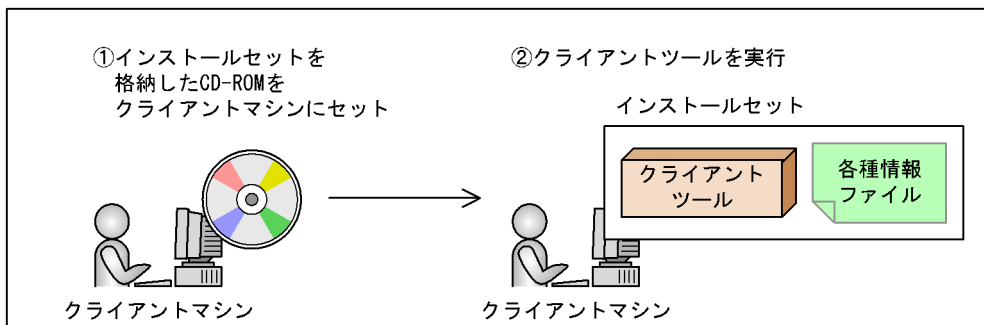 ①インストールセットを
格納したCD-ROMを
クライアントマシンにセット
クライアントマシン
②クライアントツールを実行
インストールセット
クライアント
ツール
各種情報
ファイル
クライアントマシン